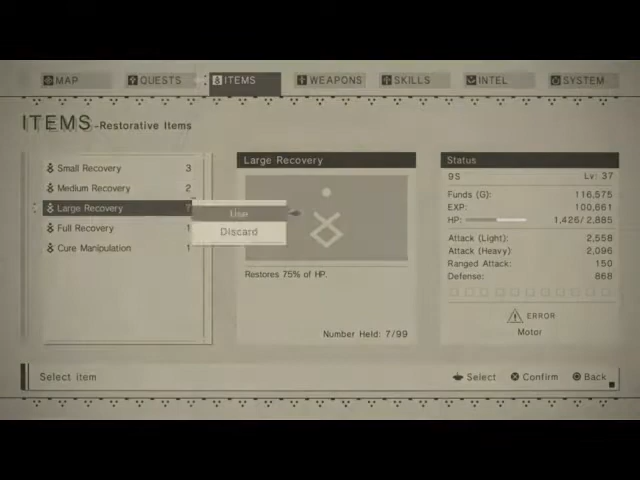 MAP QUESTS ITEMS WEAPONS SKILLS INTEL SYSTEM
ITEMS -Restorative Items
Small Recovery 3
Medium Recovery 2
Large Recovery 7
Full Recovery 1
Cure Manipulation 1
Use
Discard
Large Recovery
Restores 75% of HP.
Number Held: 7/99
Status
9S Lv: 37
Funds (G): 116,575
EXP: 100,661
HP: 1,426/2,885
Attack (Light): 2,558
Attack (Heavy): 2,096
Ranged Attack: 150
Defense: 868
ERROR
Motor
Select item
Select Confirm Back